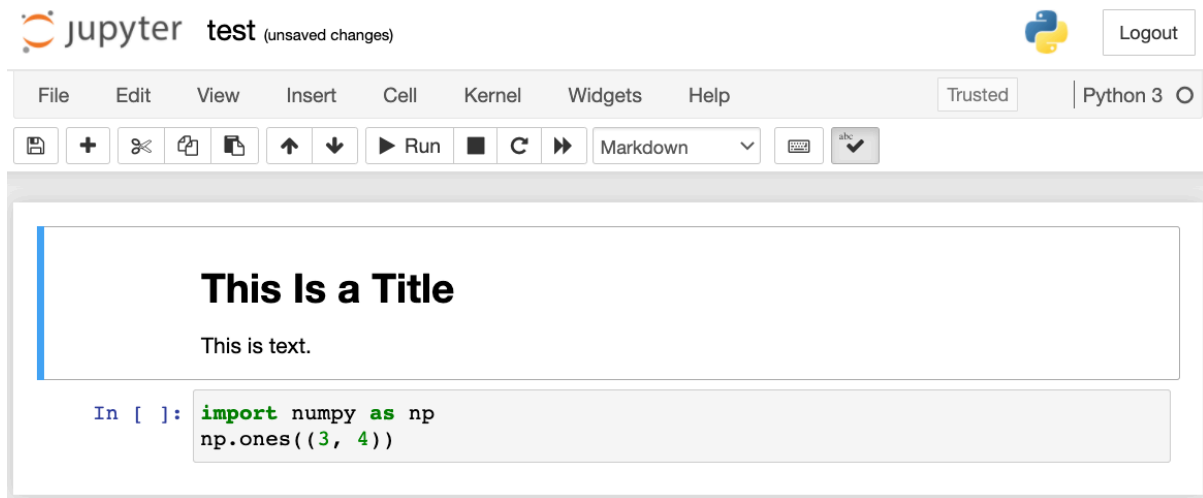 jupyter test (unsaved changes) Logout
File Edit View Insert Cell Kernel Widgets Help Trusted Python 3
Run Markdown abc
This Is a Title
This is text.
In [ ]: import numpy as np
np.ones((3, 4))